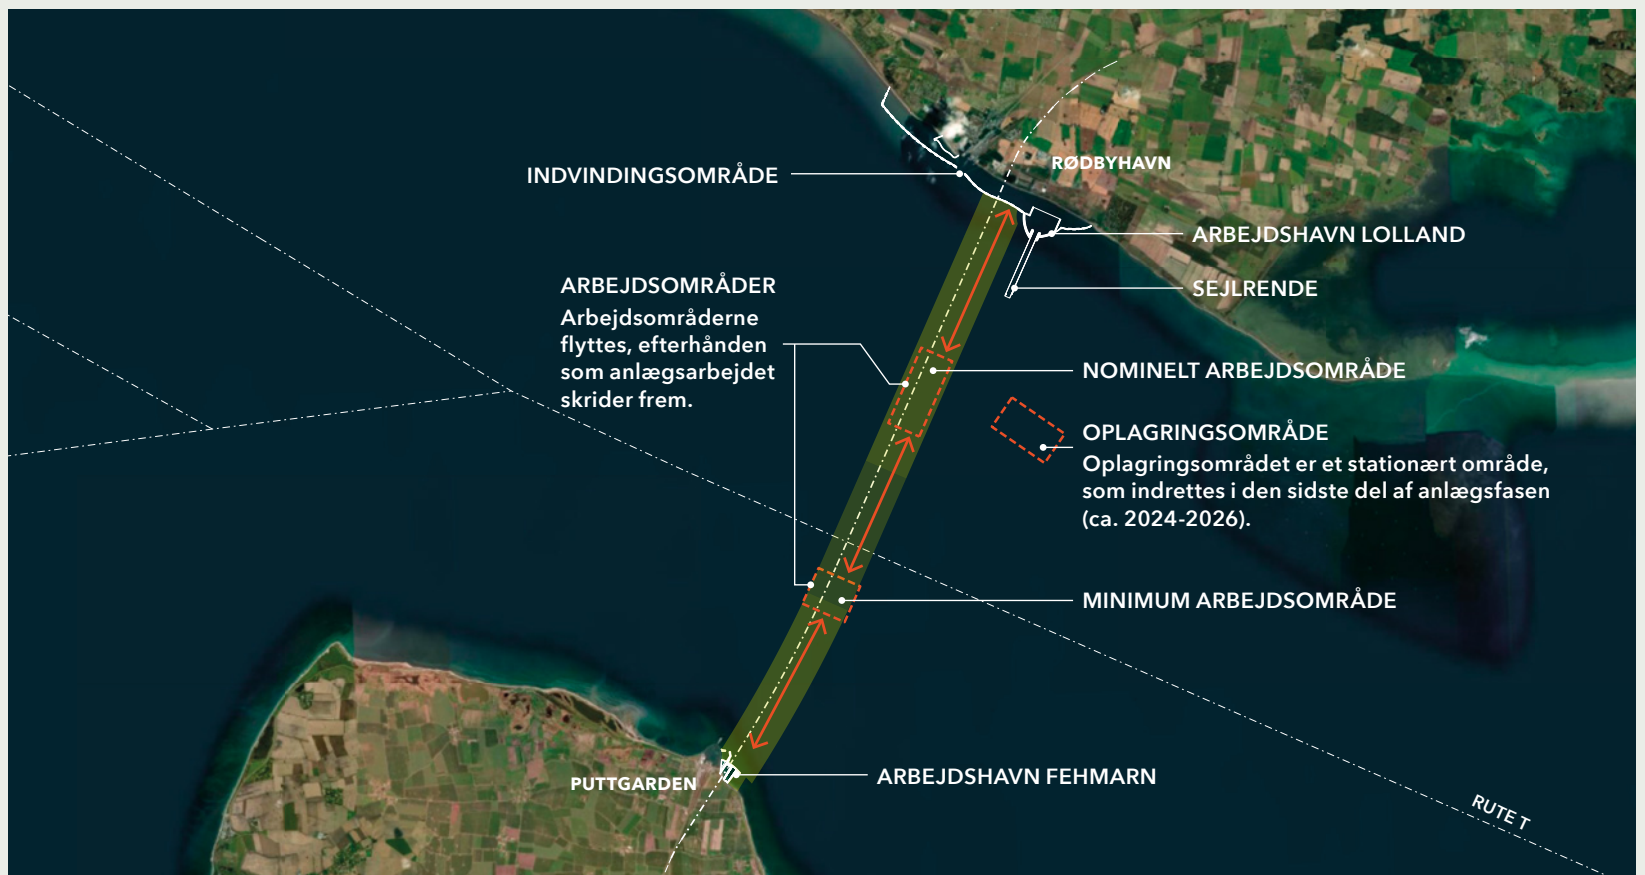 RØDBYHAVN
INDVINDINGSOMRÅDE
ARBEJDSHAVN LOLLAND
SEJLRENDE
ARBEJDSOMRÅDER
Arbejdsområderne
flyttes, efterhånden
som anlægsarbejdet
skrider frem.
NOMINELT ARBEJDSOMRÅDE
OPLAGRINGSOMRÅDE
Oplagringsområdet er et stationært område,
som indrettes i den sidste del af anlægsfasen
(ca. 2024-2026).
MINIMUM ARBEJDSOMRÅDE
ARBEJDSHAVN FEHMARN
PUTTGARDEN
RUTE T